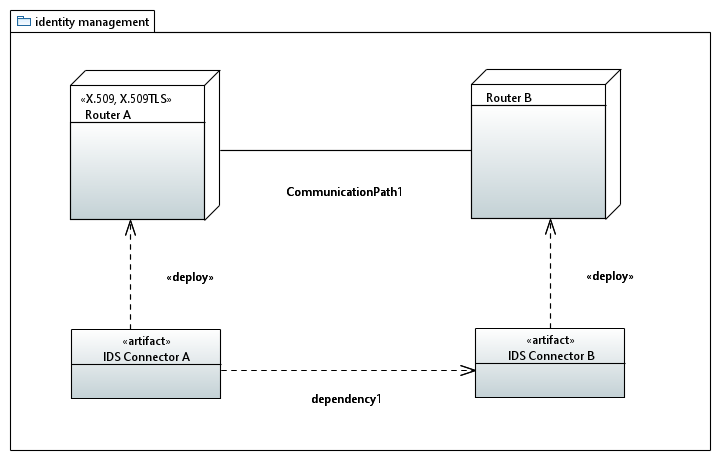 identity management
«X.509, X.509TLS»
Router A
Router B
CommunicationPath1
«deploy»
«deploy»
«artifact»
IDS Connector A
«artifact»
IDS Connector B
dependency1